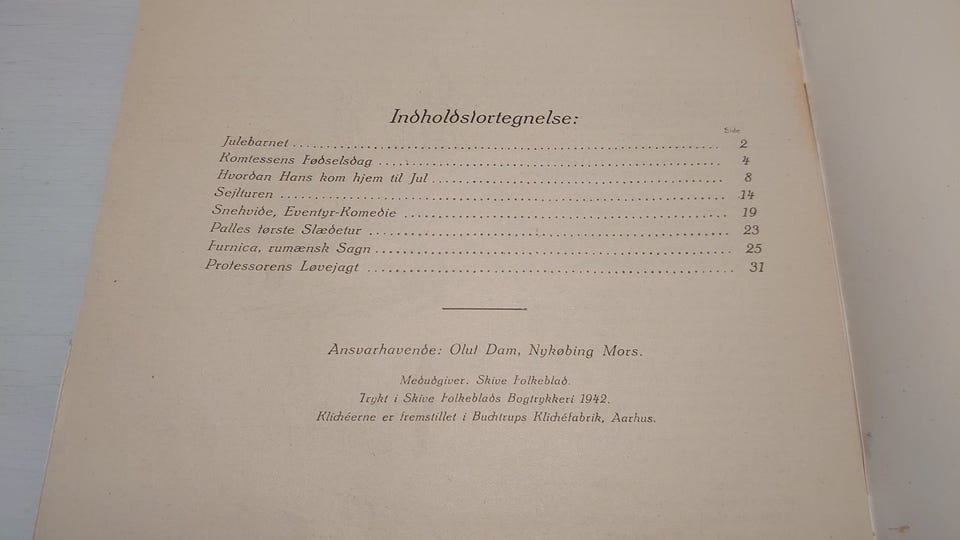 Indholdsfortegnelse:
Side
Julebarnet 2
Komtessens Fødselsdag 4
Hvordan Hans kom hjem til Jul 8
Sejlturen 14
Snehvide, Eventyr-Komedie 19
Palles første Slædetur 23
Furnica, rumænsk Sagn 25
Professorens Løvejagt 31
Ansvarhavende: Oluf Dam, Nykøbing Mors.
Medudgiver: Skive Folkeblad.
Trykt i Skive Folkeblads Bogtrykkeri 1942.
Klichéerne er fremstillet i Buchtrups Klichéfabrik, Aarhus.